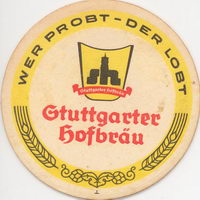 WER PROBT - DER LOBT
Stuttgarter Hofbräu
Stuttgarter
Hofbräu